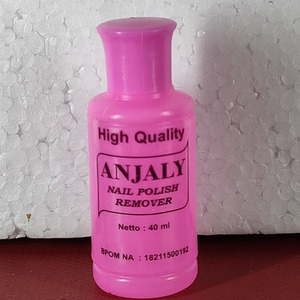 High Quality
ANJALY
NAIL POLISH
REMOVER
Netto : 40 ml
BPOM NA : 18211500192